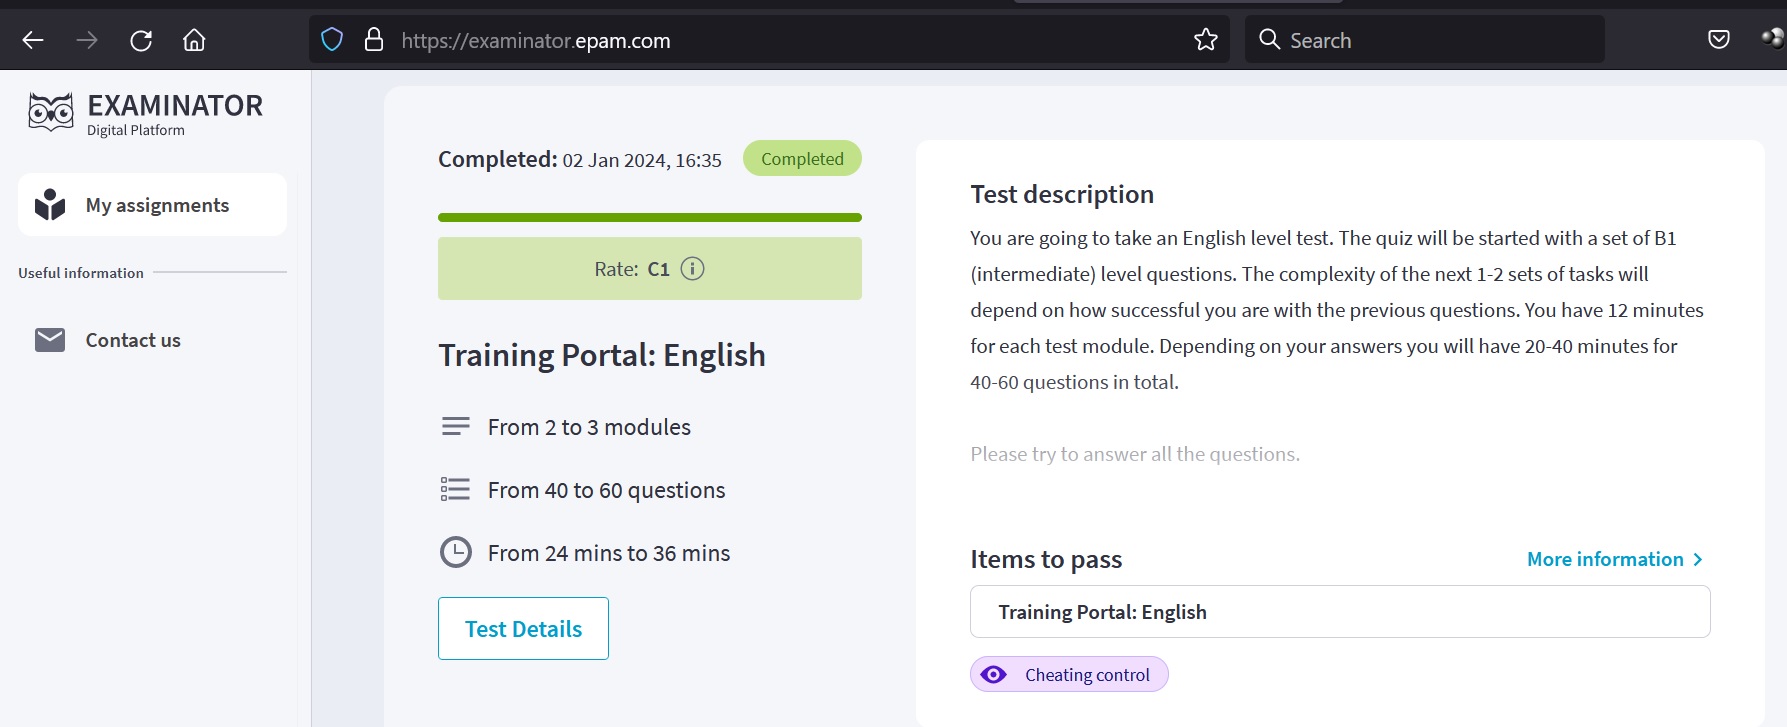 https://examinator.epam.com
Search
EXAMINATOR
Digital Platform
My assignments
Useful information
Contact us
Completed: 02 Jan 2024, 16:35
Completed
Rate: C1
Training Portal: English
From 2 to 3 modules
From 40 to 60 questions
From 24 mins to 36 mins
Test Details
Test description
You are going to take an English level test. The quiz will be started with a set of B1
(intermediate) level questions. The complexity of the next 1-2 sets of tasks will
depend on how successful you are with the previous questions. You have 12 minutes
for each test module. Depending on your answers you will have 20-40 minutes for
40-60 questions in total.
Please try to answer all the questions.
Items to pass
More information
Training Portal: English
Cheating control